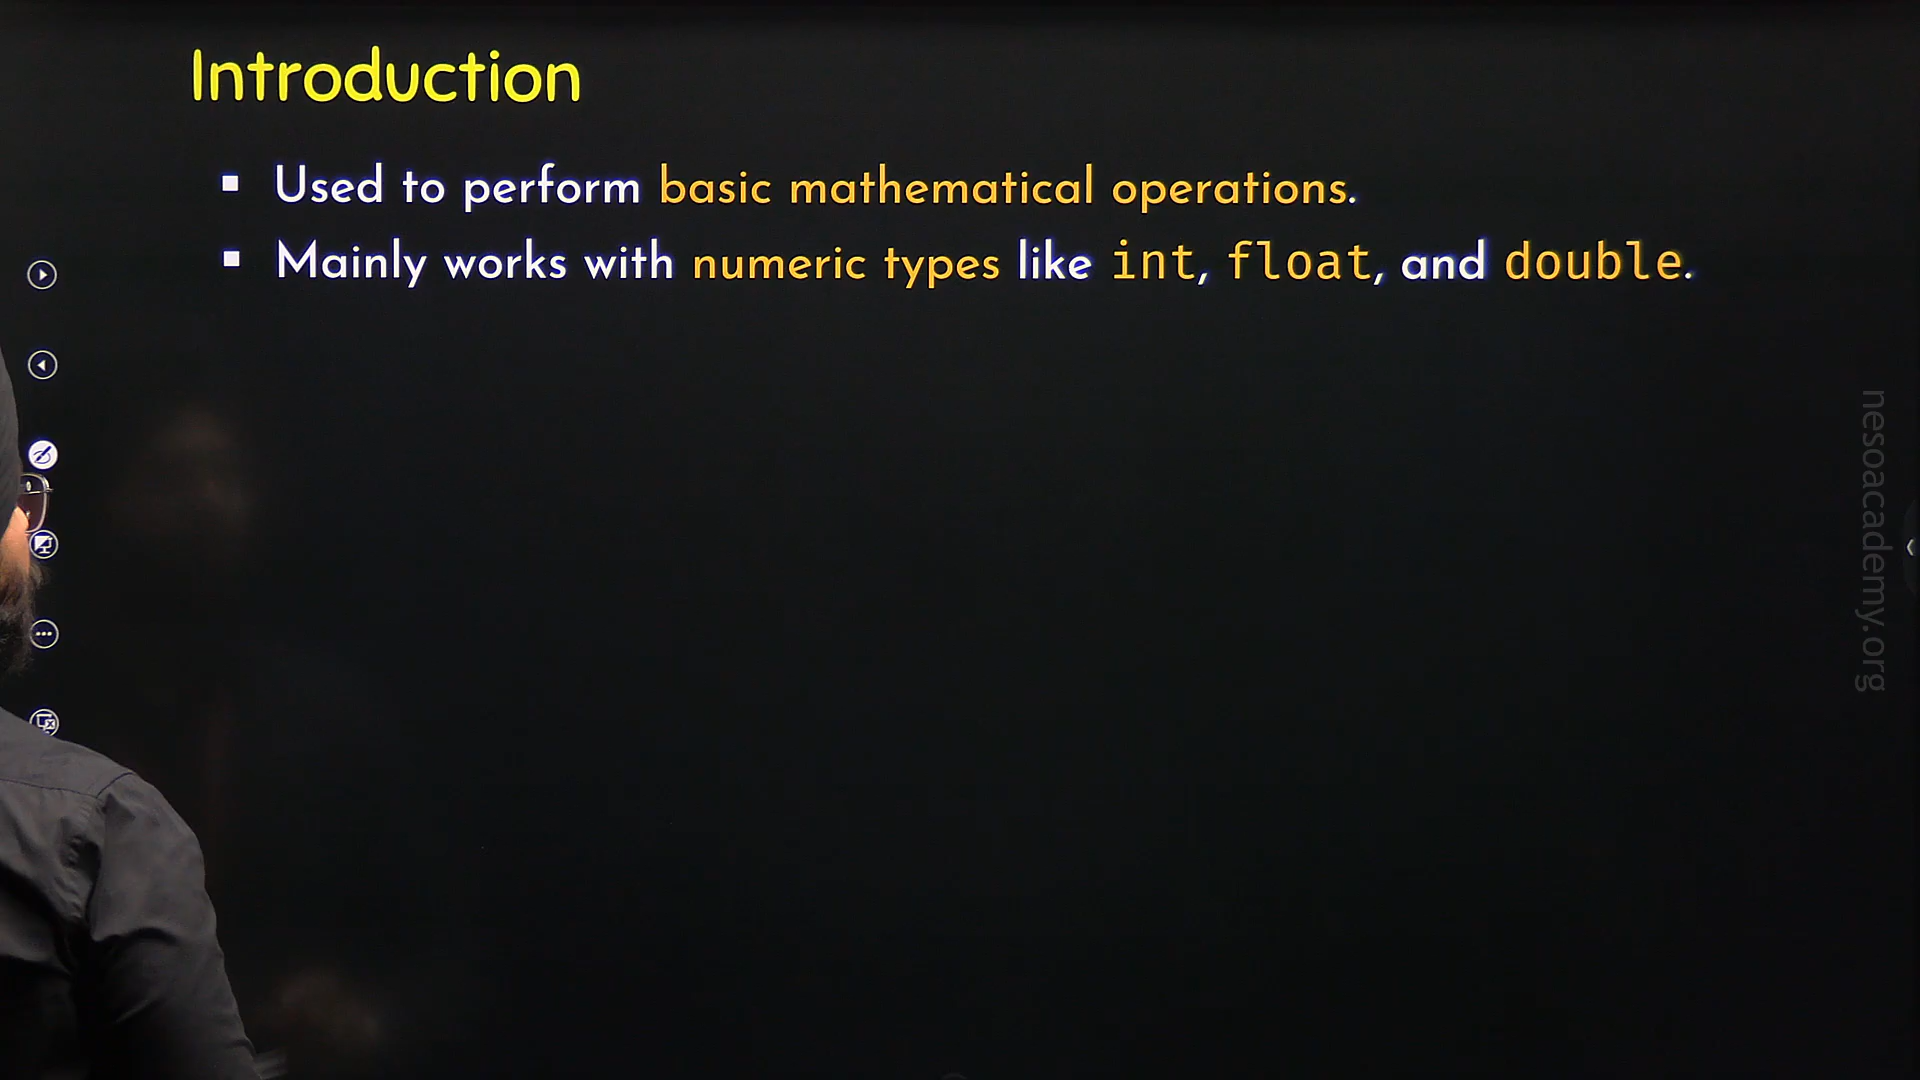 Introduction
▪ Used to perform basic mathematical operations.
▪ Mainly works with numeric types like int, float, and double.
nesoacademy.org